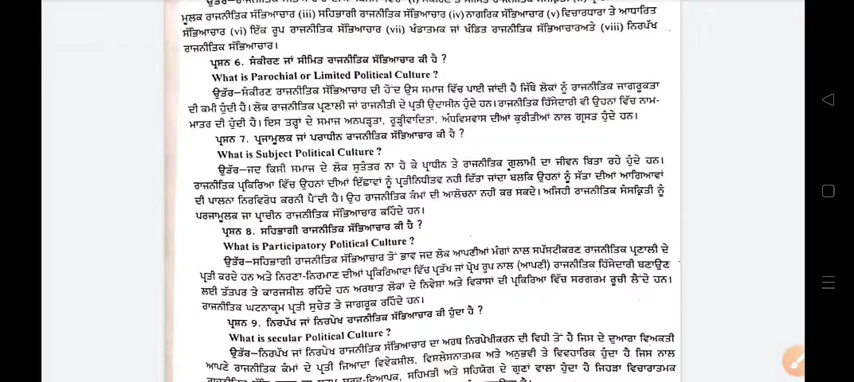 ਮੂਲਕ ਰਾਜਨੀਤਿਕ ਸੱਭਿਆਚਾਰ (iii) ਸਹਿਭਾਗੀ ਰਾਜਨੀਤਿਕ ਸੱਭਿਆਚਾਰ (iv) ਨਾਗਰਿਕ ਸੱਭਿਆਚਾਰ (v) ਵਿਚਾਰਧਾਰਾ ਤੇ ਆਧਾਰਿਤ
ਸੱਭਿਆਚਾਰ (vi) ਇੱਕ ਰੂਪ ਰਾਜਨੀਤਿਕ ਸੱਭਿਆਚਾਰ (vii) ਖੰਡਾਤਮਕ ਜਾਂ ਖੰਡਿਤ ਰਾਜਨੀਤਿਕ ਸੱਭਿਆਚਾਰਅਤੇ (viii) ਨਿਰਪੱਖ
ਰਾਜਨੀਤਿਕ ਸੱਭਿਆਚਾਰ।
ਪ੍ਰਸ਼ਨ 6. ਸੰਕੀਰਣ ਜਾਂ ਸੀਮਿਤ ਰਾਜਨੀਤਿਕ ਸੱਭਿਆਚਾਰ ਕੀ ਹੈ ?
What is Parochial or Limited Political Culture ?
ਉੱਤਰ–ਸੰਕੀਰਣ ਰਾਜਨੀਤਿਕ ਸੱਭਿਆਚਾਰ ਦੀ ਹੋਂਦ ਉਸ ਸਮਾਜ ਵਿੱਚ ਪਾਈ ਜਾਂਦੀ ਹੈ ਜਿੱਥੇ ਲੋਕਾਂ ਨੂੰ ਰਾਜਨੀਤਿਕ ਜਾਗਰੂਕਤਾ
ਦੀ ਕਮੀ ਹੁੰਦੀ ਹੈ। ਲੋਕ ਰਾਜਨੀਤਿਕ ਪ੍ਰਣਾਲੀ ਜਾਂ ਰਾਜਨੀਤੀ ਦੇ ਪ੍ਰਤੀ ਉਦਾਸੀਨ ਹੁੰਦੇ ਹਨ। ਰਾਜਨੀਤਿਕ ਹਿੱਸੇਦਾਰੀ ਵੀ ਉਹਨਾਂ ਵਿੱਚ ਨਾਮ-
ਮਾਤਰ ਦੀ ਹੁੰਦੀ ਹੈ। ਇਸ ਤਰ੍ਹਾਂ ਦੇ ਸਮਾਜ ਅਨਪੜ੍ਹਤਾ, ਰੂੜ੍ਹੀਵਾਦਿਤਾ, ਅੰਧਵਿਸ਼ਵਾਸ ਦੀਆਂ ਕੁਰੀਤੀਆਂ ਨਾਲ ਗ੍ਰਸਤ ਹੁੰਦੇ ਹਨ।
ਪ੍ਰਸ਼ਨ 7. ਪ੍ਰਜਾਮੂਲਕ ਜਾਂ ਪਰਾਧੀਨ ਰਾਜਨੀਤਿਕ ਸੱਭਿਆਚਾਰ ਕੀ ਹੈ ?
What is Subject Political Culture ?
ਉੱਤਰ–ਜਦ ਕਿਸੀ ਸਮਾਜ ਦੇ ਲੋਕ ਸੁਤੰਤਰ ਨਾ ਹੋ ਕੇ ਪ੍ਰਾਧੀਨ ਤੇ ਰਾਜਨੀਤਿਕ ਗੁਲਾਮੀ ਦਾ ਜੀਵਨ ਬਿਤਾ ਰਹੇ ਹੁੰਦੇ ਹਨ।
ਰਾਜਨੀਤਿਕ ਪ੍ਰਕਿਰਿਆ ਵਿੱਚ ਉਹਨਾਂ ਦੀਆਂ ਇੱਛਾਵਾਂ ਨੂੰ ਪ੍ਰਤੀਨਿਧੀਤਵ ਨਹੀ ਦਿੱਤਾ ਜਾਂਦਾ ਬਲਕਿ ਉਹਨਾਂ ਨੂੰ ਸੱਤਾ ਦੀਆਂ ਆਗਿਆਵਾਂ
ਦੀ ਪਾਲਨਾ ਨਿਰਵਿਰੋਧ ਕਰਨੀ ਪੈਂਦੀ ਹੈ। ਉਹ ਰਾਜਨੀਤਿਕ ਕੰਮਾਂ ਦੀ ਆਲੋਚਨਾ ਨਹੀ ਕਰ ਸਕਦੇ। ਅਜਿਹੀ ਰਾਜਨੀਤਿਕ ਸੰਸਕ੍ਰਿਤੀ ਨੂੰ
ਪਰਜਾਮੂਲਕ ਜਾਂ ਪ੍ਰਾਚੀਨ ਰਾਜਨੀਤਿਕ ਸੱਭਿਆਚਾਰ ਕਹਿੰਦੇ ਹਨ।
ਪ੍ਰਸ਼ਨ 8. ਸਹਿਭਾਗੀ ਰਾਜਨੀਤਿਕ ਸੱਭਿਆਚਾਰ ਕੀ ਹੈ ?
What is Participatory Political Culture ?
ਉੱਤਰ–ਸਹਿਭਾਗੀ ਰਾਜਨੀਤਿਕ ਸੱਭਿਆਚਾਰ ਤੋਂ ਭਾਵ ਜਦ ਲੋਕ ਆਪਣੀਆਂ ਮੰਗਾਂ ਨਾਲ ਸਪੱਸ਼ਟੀਕਰਣ ਰਾਜਨੀਤਿਕ ਪ੍ਰਣਾਲੀ ਦੇ
ਪ੍ਰਤੀ ਕਰਦੇ ਹਨ ਅਤੇ ਨਿਰਣਾ-ਨਿਰਮਾਣ ਦੀਆਂ ਪ੍ਰਕਿਰਿਆਵਾਂ ਵਿੱਚ ਪ੍ਰਤੱਖ ਜਾਂ ਪ੍ਰੋਖ ਰੂਪ ਨਾਲ (ਆਪਣੀ) ਰਾਜਨੀਤਿਕ ਹਿੱਸੇਦਾਰੀ ਬਣਾਉਣ
ਲਈ ਤੱਤਪਰ ਤੇ ਕਾਰਜਸ਼ੀਲ ਰਹਿੰਦੇ ਹਨ ਅਰਥਾਤ ਲੋਕਾਂ ਦੇ ਨਿਵੇਸ਼ਾਂ ਅਤੇ ਵਿਕਾਸਾਂ ਦੀ ਪ੍ਰਕਿਰਿਆ ਵਿੱਚ ਸਰਗਰਮ ਰੂਚੀ ਲੈਂਦੇ ਹਨ।
ਰਾਜਨੀਤਿਕ ਘਟਨਾਕ੍ਰਮ ਪ੍ਰਤੀ ਸੁਚੇਤ ਤੇ ਜਾਗਰੂਕ ਰਹਿੰਦੇ ਹਨ।
ਪ੍ਰਸ਼ਨ 9. ਨਿਰਪੱਖ ਜਾਂ ਨਿਰਪੇਖ ਰਾਜਨੀਤਿਕ ਸੱਭਿਆਚਾਰ ਕੀ ਹੁੰਦਾ ਹੈ ?
What is secular Political Culture ?
ਉੱਤਰ–ਨਿਰਪੱਖ ਜਾਂ ਨਿਰਪੇਖ ਰਾਜਨੀਤਿਕ ਸੱਭਿਆਚਾਰ ਦਾ ਅਰਥ ਨਿਰਪੇਖੀਕਰਨ ਦੀ ਵਿਧੀ ਤੋਂ ਹੈ ਜਿਸ ਦੇ ਦੁਆਰਾ ਵਿਅਕਤੀ
ਆਪਣੇ ਰਾਜਨੀਤਿਕ ਕੰਮਾਂ ਦੇ ਪ੍ਰਤੀ ਜਿਆਦਾ ਵਿਵੇਕਸ਼ੀਲ, ਵਿਸ਼ਲੇਸ਼ਨਾਤਮਕ ਅਤੇ ਅਨੁਭਵੀ ਤੇ ਵਿਵਹਾਰਿਕ ਹੁੰਦਾ ਹੈ ਜਿਸ ਨਾਲ
ਸਹਿਮਤੀ ਅਤੇ ਸਹਿਯੋਗ ਦੇ ਗੁਣਾਂ ਵਾਲਾ ਹੁੰਦਾ ਹੈ ਜਿਹੜਾ ਵਿਚਾਰਾਤਮਕ